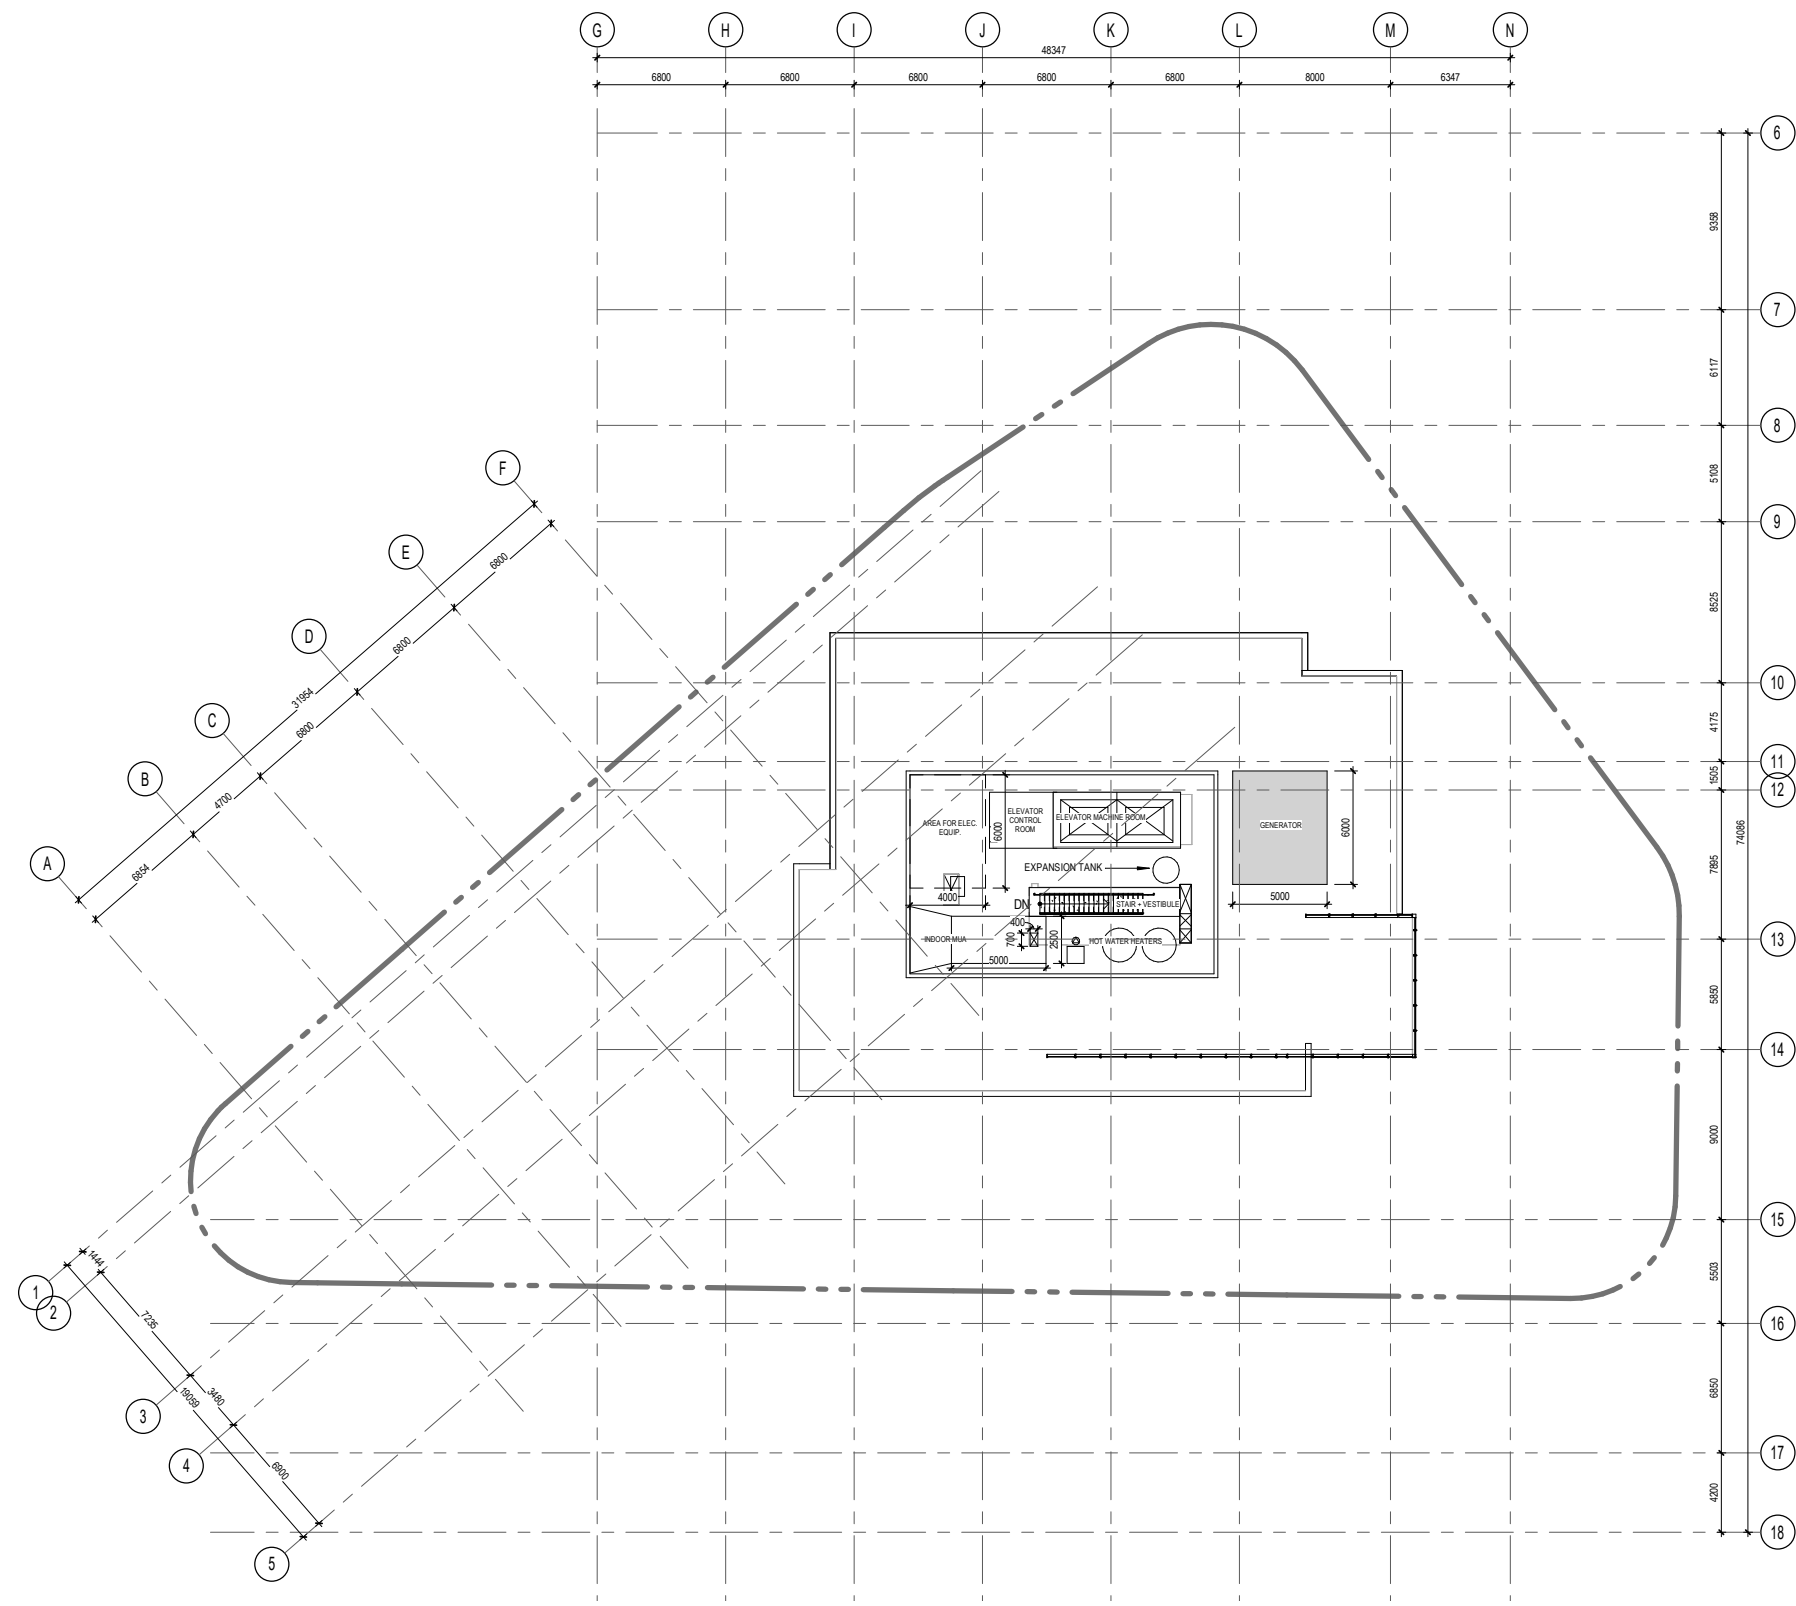 G H I J K L M N
48347
6800 6800 6800 6800 6800 8000 6347
6
9358
7
6117
8
5108
9
8525
10
4175
11
1505
12
7895
74086
13
5850
14
9000
15
5503
16
6850
17
4200
18
F
E
D
C
B
A
6800
6800
6800
4700
6854
31954
1
2
3
4
5
1444
7235
3480
6900
19059
AREA FOR ELEC.
EQUIP.
6000
4000
ELEVATOR
CONTROL
ROOM
ELEVATOR MACHINE ROOM
EXPANSION TANK
GENERATOR
6000
5000
DN
STAIR + VESTIBULE
400
700
2500
INDOOR MUA
5000
HOT WATER HEATERS